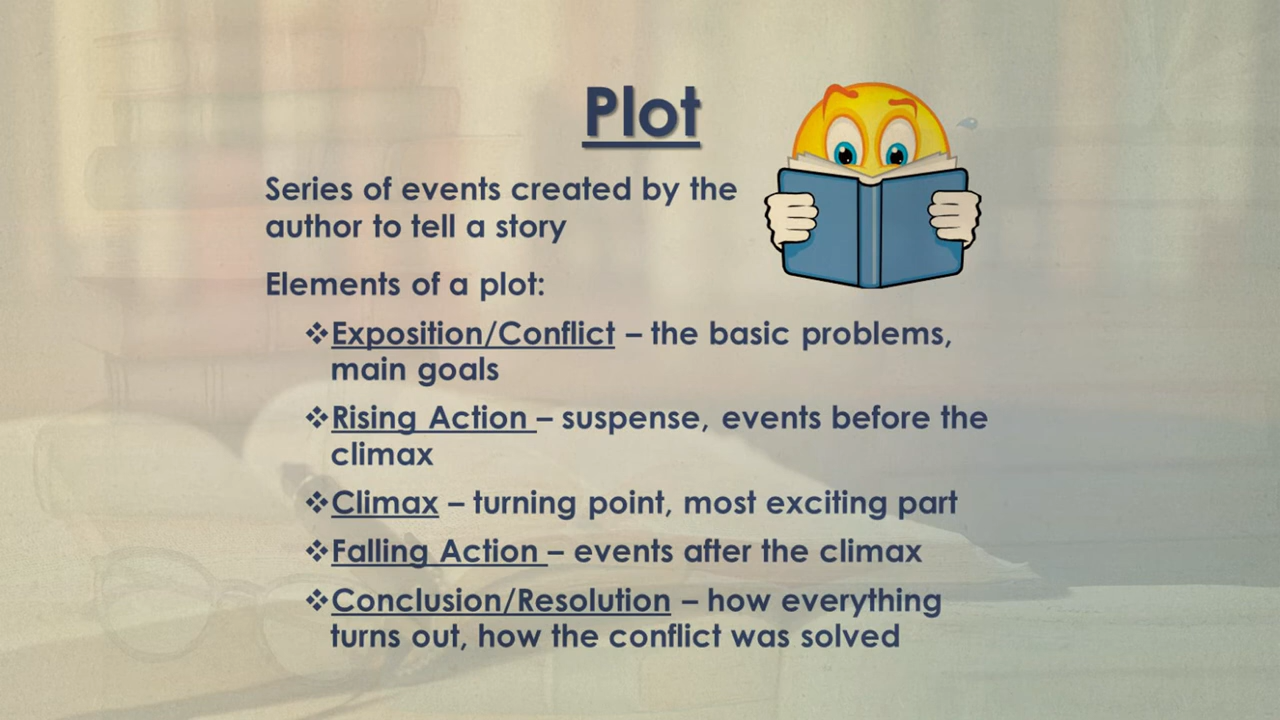 Plot
Series of events created by the
author to tell a story
Elements of a plot:
❖Exposition/Conflict – the basic problems,
main goals
❖Rising Action – suspense, events before the
climax
❖Climax – turning point, most exciting part
❖Falling Action – events after the climax
❖Conclusion/Resolution – how everything
turns out, how the conflict was solved